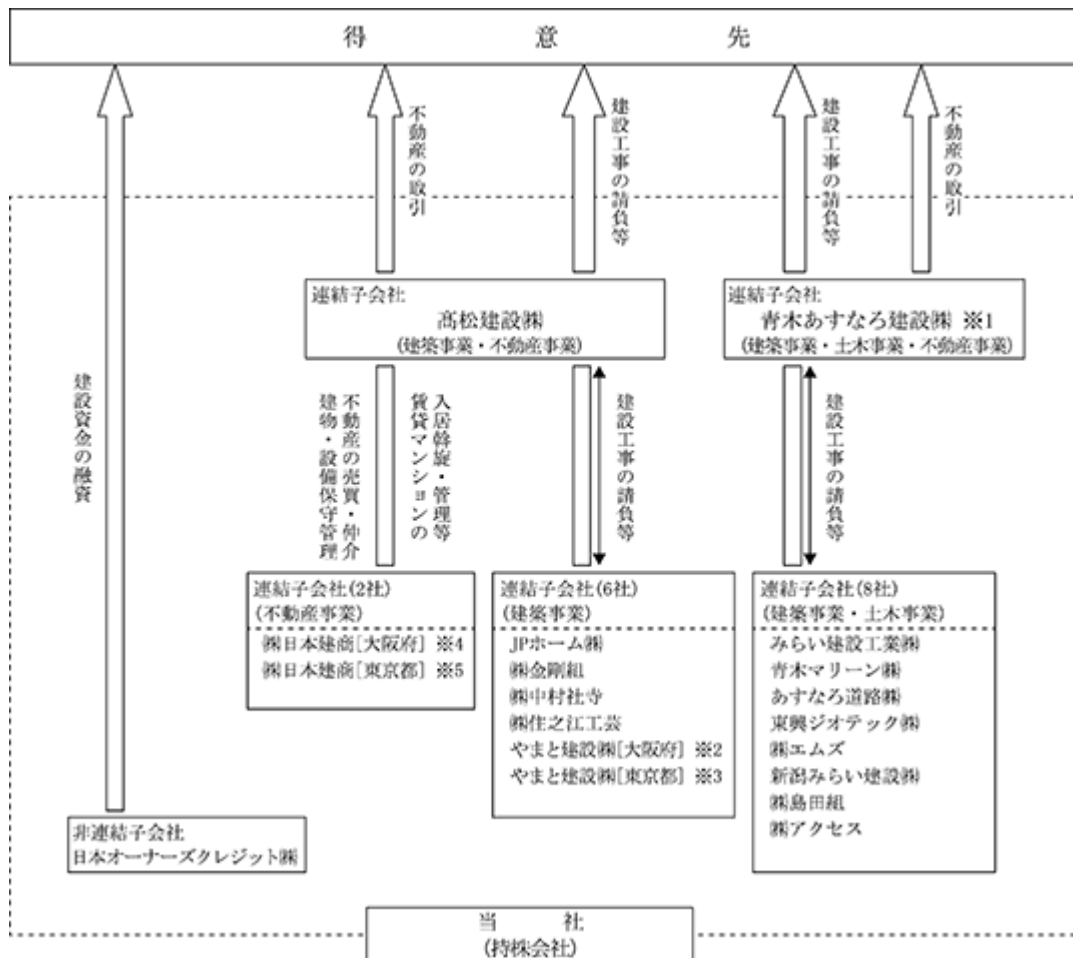 得意先
不動産の取引
建設工事の請負等
建設工事の請負等
不動産の取引
建設資金の融資
連結子会社
髙松建設㈱
(建築事業・不動産事業)
連結子会社
青木あすなろ建設㈱ ※1
(建築事業・土木事業・不動産事業)
不動産の売買・仲介
建物・設備保守管理
入居斡旋・管理等
賃貸マンションの
建設工事の請負等
建設工事の請負等
連結子会社(2社)
(不動産事業)
㈱日本建商[大阪府] ※4
㈱日本建商[東京都] ※5
連結子会社(6社)
(建築事業)
JPホーム㈱
㈱金剛組
㈱中村社寺
㈱住之江工芸
やまと建設㈱[大阪府] ※2
やまと建設㈱[東京都] ※3
連結子会社(8社)
(建築事業・土木事業)
みらい建設工業㈱
青木マリーン㈱
あすなろ道路㈱
東興ジオテック㈱
㈱エムズ
新潟みらい建設㈱
㈱島田組
㈱アクセス
非連結子会社
日本オーナーズクレジット㈱
当社
(持株会社)